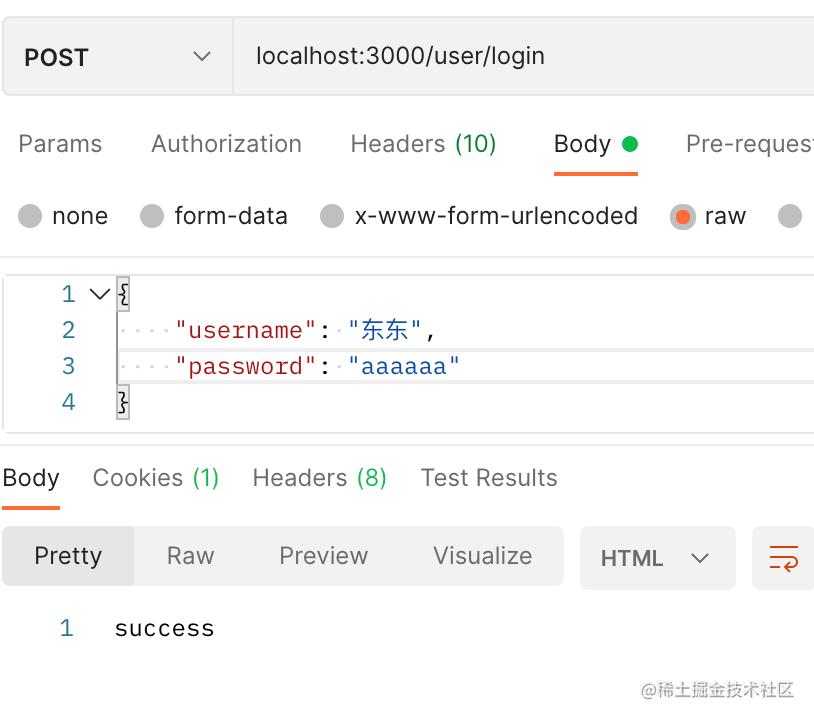 POST localhost:3000/user/login
Params Authorization Headers (10) Body Pre-request
none form-data x-www-form-urlencoded raw
1 {
2 "username": "东东",
3 "password": "aaaaaa"
4 }
Body Cookies (1) Headers (8) Test Results
Pretty Raw Preview Visualize HTML
1 success
@稀土掘金技术社区